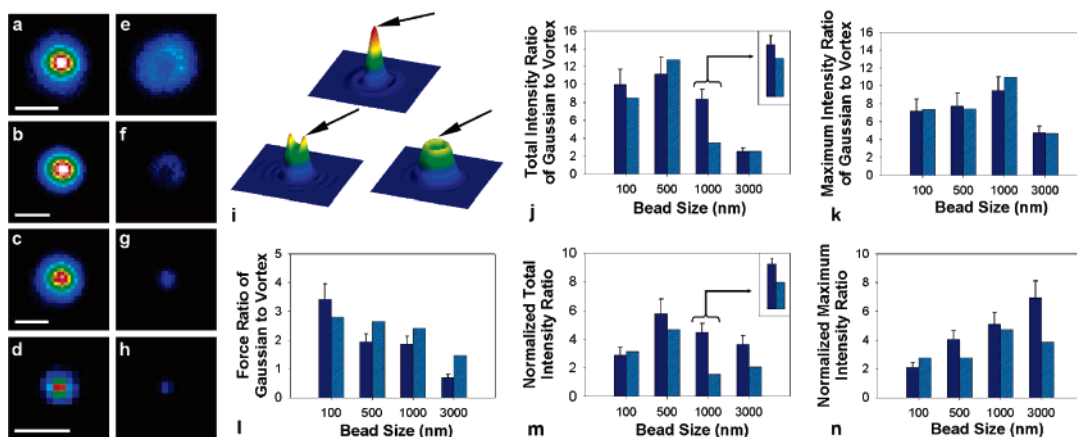 a
e
b
f
c
g
d
h
i
Total Intensity Ratio
of Gaussian to Vortex
16
14
12
10
8
6
4
2
0
100 500 1000 3000
Bead Size (nm)
j
Maximum Intensity Ratio
of Gaussian to Vortex
16
14
12
10
8
6
4
2
0
100 500 1000 3000
Bead Size (nm)
k
Force Ratio of
Gaussian to Vortex
5
4
3
2
1
0
100 500 1000 3000
Bead Size (nm)
l
Normalized Total
Intensity Ratio
10
8
6
4
2
0
100 500 1000 3000
Bead Size (nm)
m
Normalized Maximum
Intensity Ratio
10
8
6
4
2
0
100 500 1000 3000
Bead Size (nm)
n